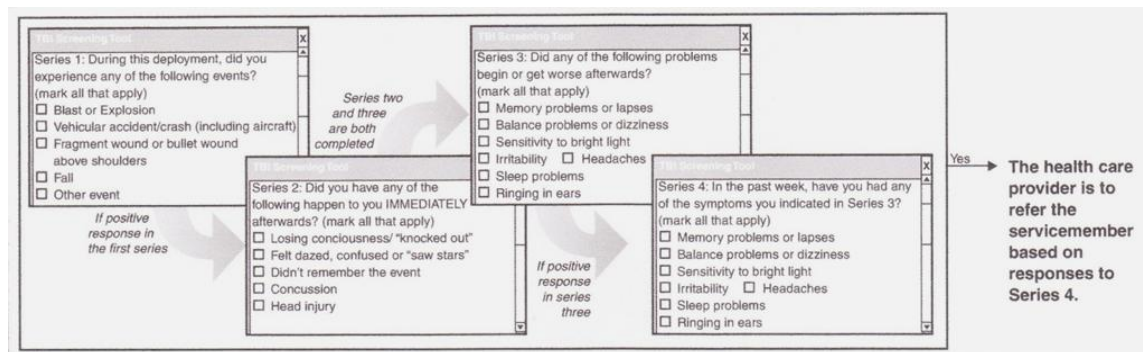 TBI Screening Tool
X
Series 1: During this deployment, did you
experience any of the following events?
(mark all that apply)
Blast or Explosion
Vehicular accident/crash (including aircraft)
Fragment wound or bullet wound
above shoulders
Fall
Other event
If positive
response in
the first series
TBI Screening Tool
Series 2: Did you have any of the
following happen to you IMMEDIATELY
afterwards? (mark all that apply)
Losing conciousness/ "knocked out"
Felt dazed, confused or "saw stars"
Didn't remember the event
Concussion
Head injury
Series two
and three
are both
completed
TBI Screening Tool
X
Series 3: Did any of the following problems
begin or get worse afterwards?
(mark all that apply)
Memory problems or lapses
Balance problems or dizziness
Sensitivity to bright light
Irritability Headaches
Sleep problems
Ringing in ears
If positive
response
in series
three
TBI Screening Tool
X
Series 4: In the past week, have you had any
of the symptoms you indicated in Series 3?
(mark all that apply)
Memory problems or lapses
Balance problems or dizziness
Sensitivity to bright light
Irritability Headaches
Sleep problems
Ringing in ears
Yes
The health care
provider is to
refer the
servicemember
based on
responses to
Series 4.